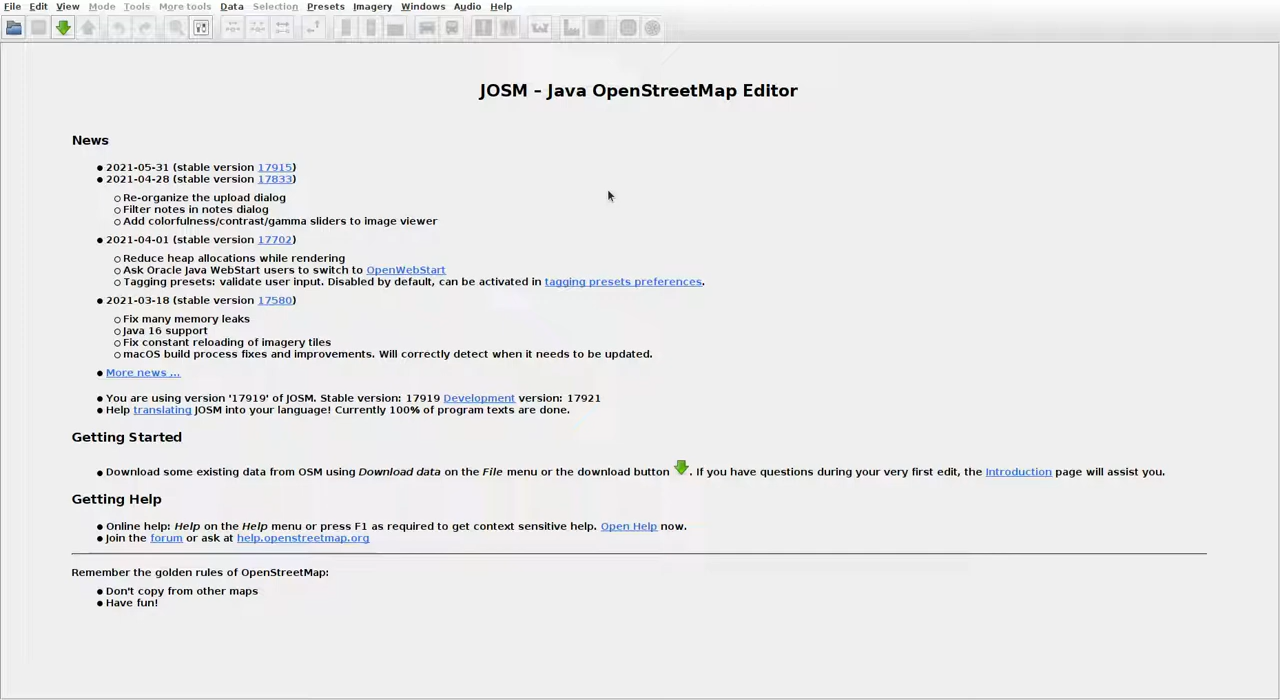 File Edit View Mode Tools More tools Data Selection Presets Imagery Windows Audio Help
JOSM – Java OpenStreetMap Editor
News
2021-05-31 (stable version 17915)
2021-04-28 (stable version 17833)
Re-organize the upload dialog
Filter notes in notes dialog
Add colorfulness/contrast/gamma sliders to image viewer
2021-04-01 (stable version 17702)
Reduce heap allocations while rendering
Ask Oracle Java WebStart users to switch to OpenWebStart
Tagging presets: validate user input. Disabled by default, can be activated in tagging presets preferences.
2021-03-18 (stable version 17580)
Fix many memory leaks
Java 16 support
Fix constant reloading of imagery tiles
macOS build process fixes and improvements. Will correctly detect when it needs to be updated.
More news ...
You are using version '17919' of JOSM. Stable version: 17919 Development version: 17921
Help translating JOSM into your language! Currently 100% of program texts are done.
Getting Started
Download some existing data from OSM using Download data on the File menu or the download button . If you have questions during your very first edit, the Introduction page will assist you.
Getting Help
Online help: Help on the Help menu or press F1 as required to get context sensitive help. Open Help now.
Join the forum or ask at help.openstreetmap.org
Remember the golden rules of OpenStreetMap:
Don't copy from other maps
Have fun!